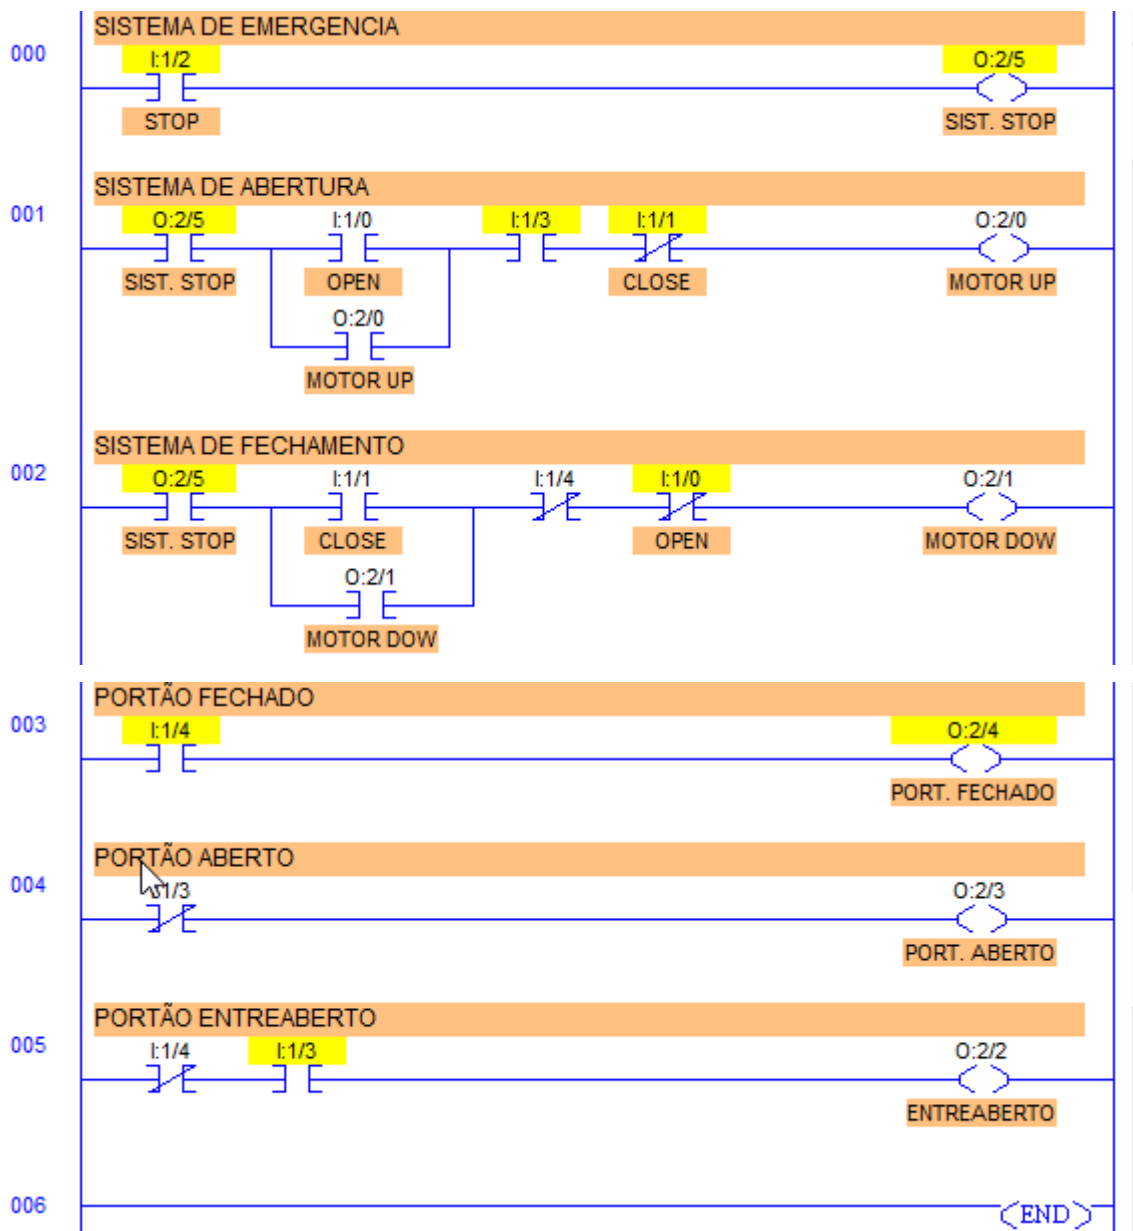 SISTEMA DE EMERGENCIA
000
I:1/2 O:2/5
STOP SIST. STOP
SISTEMA DE ABERTURA
001
O:2/5 I:1/0 I:1/3 I:1/1 O:2/0
SIST. STOP OPEN CLOSE MOTOR UP
O:2/0
MOTOR UP
SISTEMA DE FECHAMENTO
002
O:2/5 I:1/1 I:1/4 I:1/0 O:2/1
SIST. STOP CLOSE OPEN MOTOR DOW
O:2/1
MOTOR DOW
PORTÃO FECHADO
003
I:1/4 O:2/4
PORT. FECHADO
PORTÃO ABERTO
004
1/3 O:2/3
PORT. ABERTO
PORTÃO ENTREABERTO
005
I:1/4 I:1/3 O:2/2
ENTREABERTO
006
END